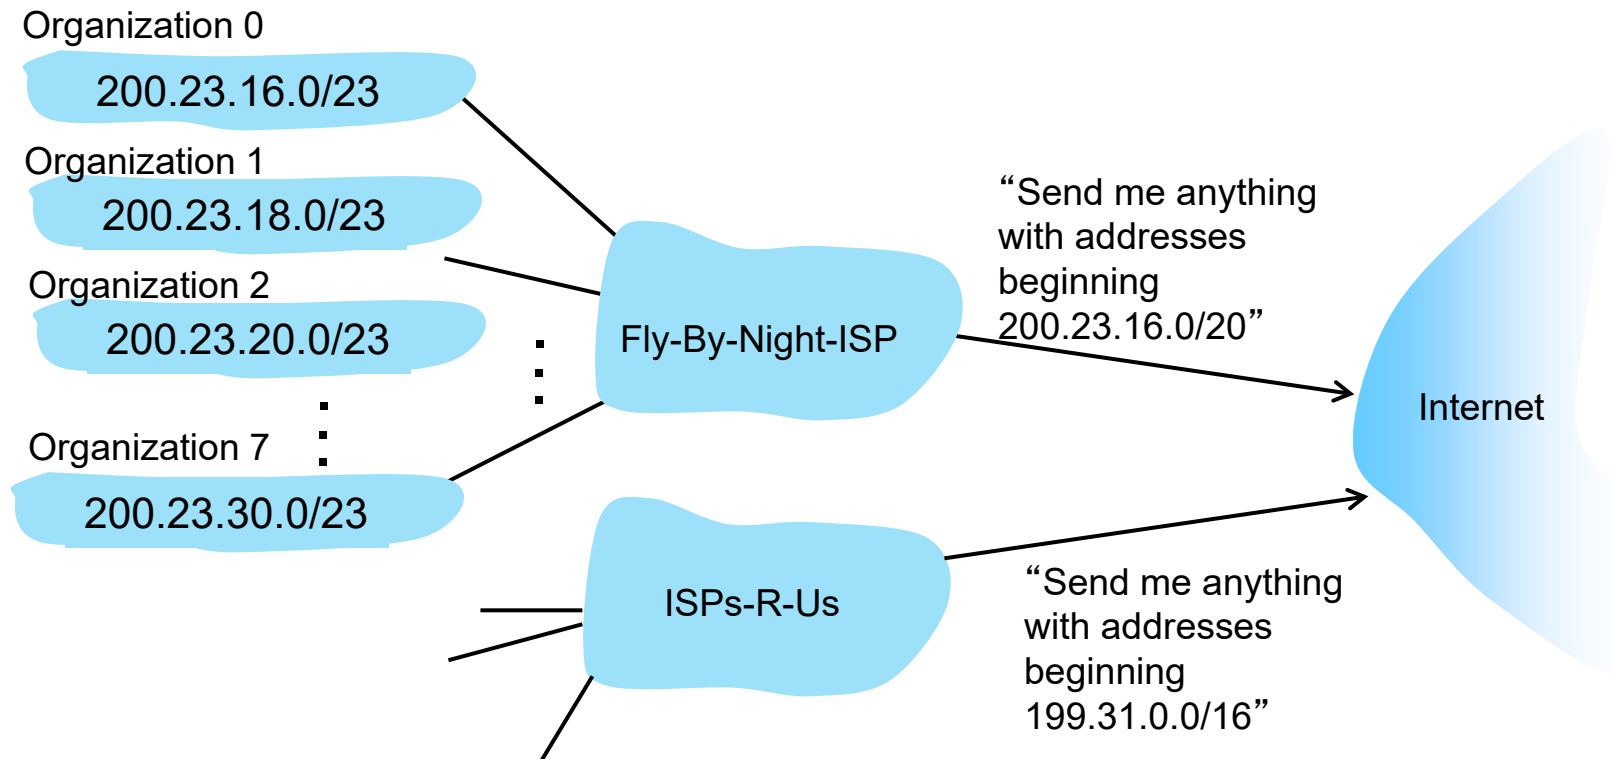 Organization 0
200.23.16.0/23
Organization 1
200.23.18.0/23
Organization 2
200.23.20.0/23
Organization 7
200.23.30.0/23
Fly-By-Night-ISP
“Send me anything
with addresses
beginning
200.23.16.0/20”
Internet
ISPs-R-Us
“Send me anything
with addresses
beginning
199.31.0.0/16”